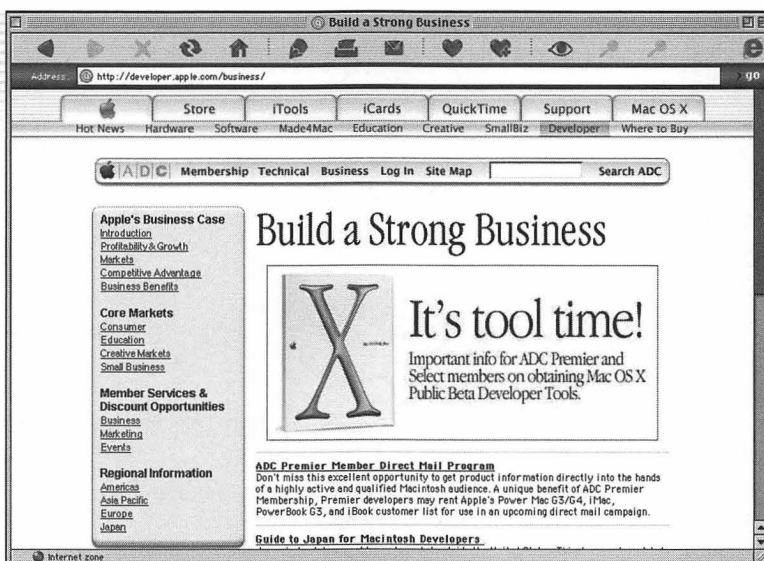 Build a Strong Business
Address: http://developer.apple.com/business/ go
Store iTools iCards QuickTime Support Mac OS X
Hot News Hardware Software Made4Mac Education Creative SmallBiz Developer Where to Buy
ADC Membership Technical Business Log In Site Map Search ADC
Apple's Business Case
Introduction
Profitability & Growth
Markets
Competitive Advantage
Business Benefits
Core Markets
Consumer
Education
Creative Markets
Small Business
Member Services &
Discount Opportunities
Business
Marketing
Events
Regional Information
Americas
Asia Pacific
Europe
Japan
Build a Strong Business
X
It's tool time!
Important info for ADC Premier and
Select members on obtaining Mac OS X
Public Beta Developer Tools.
ADC Premier Member Direct Mail Program
Don't miss this excellent opportunity to get product information directly into the hands
of a highly active and qualified Macintosh audience. A unique benefit of ADC Premier
Membership, Premier developers may rent Apple's Power Mac G3/G4, iMac,
PowerBook G3, and iBook customer list for use in an upcoming direct mail campaign.
Guide to Japan for Macintosh Developers
Internet zone